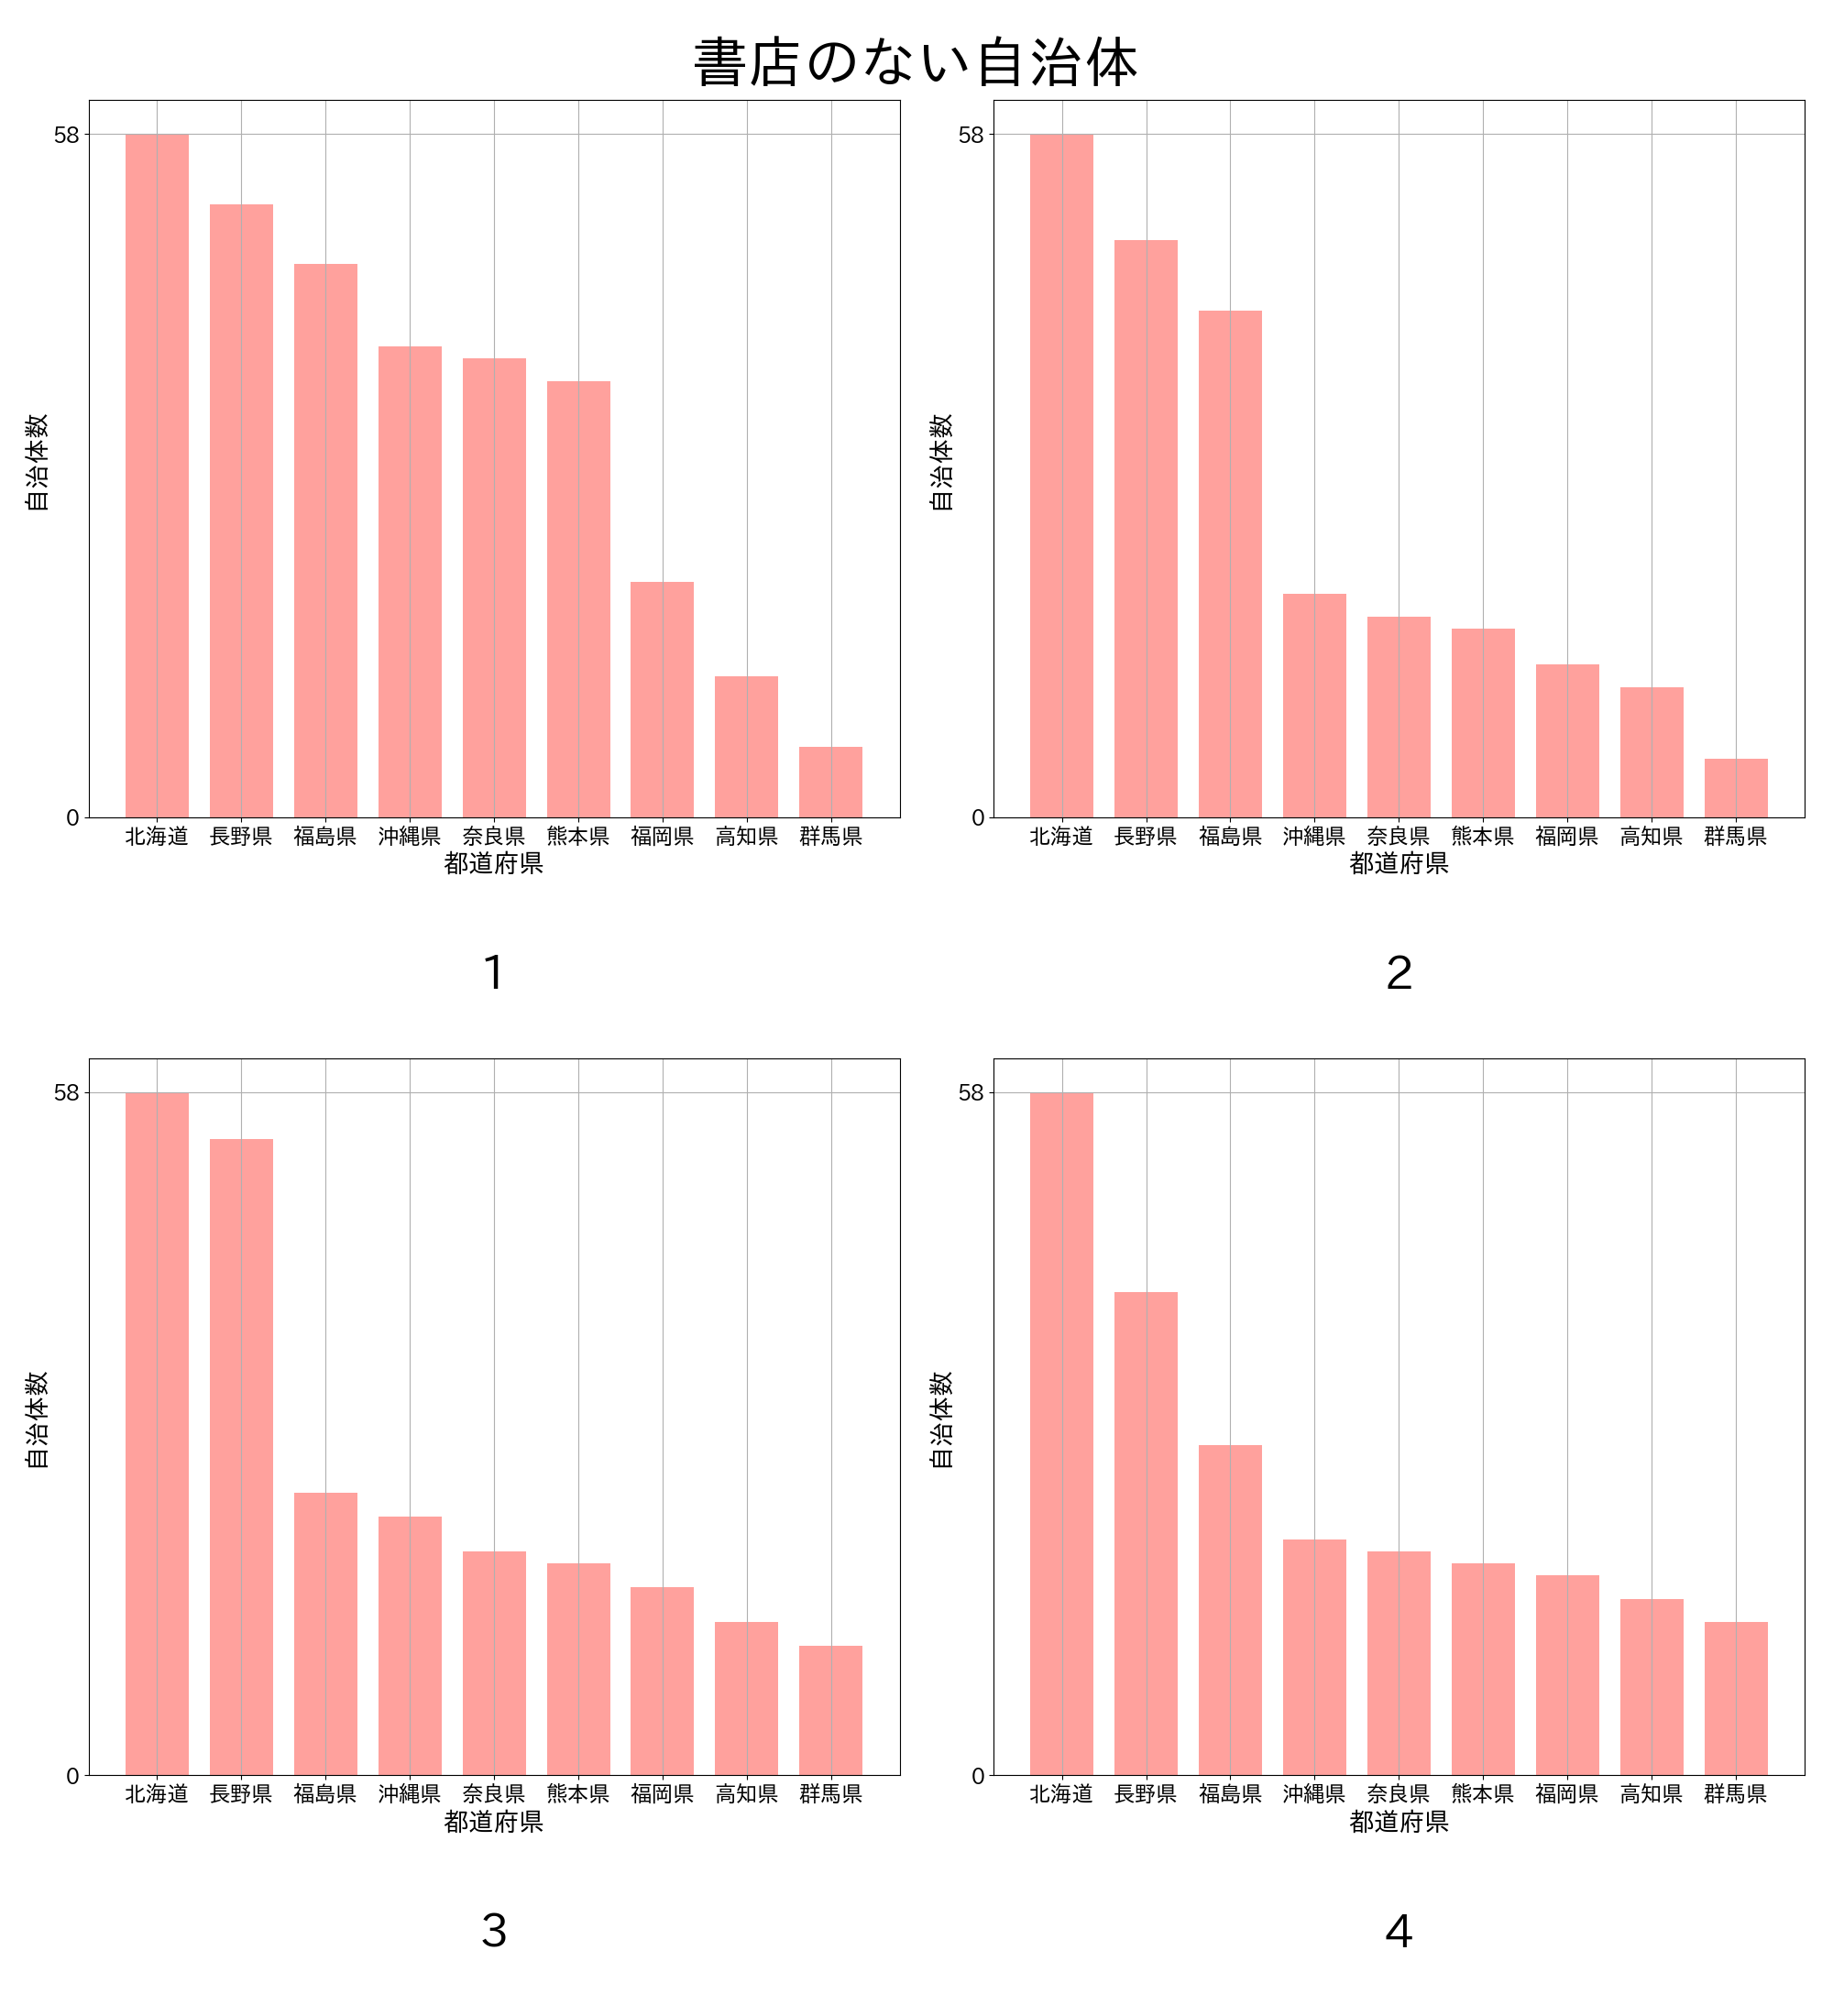 書店のない自治体
58
0
自治体数
北海道 長野県 福島県 沖縄県 奈良県 熊本県 福岡県 高知県 群馬県
都道府県
1
58
0
自治体数
北海道 長野県 福島県 沖縄県 奈良県 熊本県 福岡県 高知県 群馬県
都道府県
2
58
0
自治体数
北海道 長野県 福島県 沖縄県 奈良県 熊本県 福岡県 高知県 群馬県
都道府県
3
58
0
自治体数
北海道 長野県 福島県 沖縄県 奈良県 熊本県 福岡県 高知県 群馬県
都道府県
4